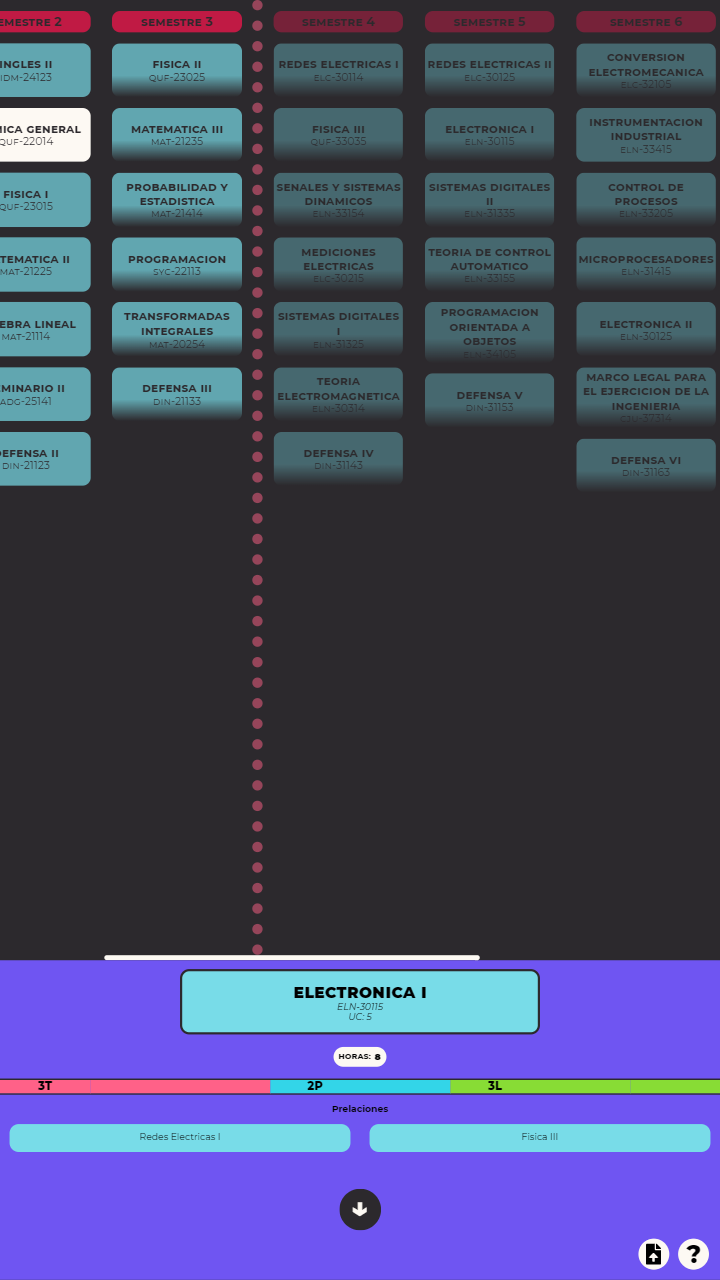 EMESTRE 2
SEMESTRE 3
SEMESTRE 4
SEMESTRE 5
SEMESTRE 6
INGLES II
IDM-24123
ICA GENERAL
QUF-22014
FISICA I
QUF-23015
TEMATICA II
MAT-21225
EBRA LINEAL
MAT-21114
MINARIO II
ADG-25141
DEFENSA II
DIN-21123
FISICA II
QUF-23025
MATEMATICA III
MAT-21235
PROBABILIDAD Y
ESTADISTICA
MAT-21414
PROGRAMACION
SYC-22113
TRANSFORMADAS
INTEGRALES
MAT-20254
DEFENSA III
DIN-21133
REDES ELECTRICAS I
ELC-30114
FISICA III
QUF-33035
SENALES Y SISTEMAS
DINAMICOS
ELN-33154
MEDICIONES
ELECTRICAS
ELC-30215
SISTEMAS DIGITALES
I
ELN-31325
TEORIA
ELECTROMAGNETICA
ELN-30314
DEFENSA IV
DIN-31143
REDES ELECTRICAS II
ELC-30125
ELECTRONICA I
ELN-30115
SISTEMAS DIGITALES
II
ELN-31335
TEORIA DE CONTROL
AUTOMATICO
ELN-33155
PROGRAMACION
ORIENTADA A
OBJETOS
ELN-34105
DEFENSA V
DIN-31153
CONVERSION
ELECTROMECANICA
ELC-32105
INSTRUMENTACION
INDUSTRIAL
ELN-33415
CONTROL DE
PROCESOS
ELN-33205
MICROPROCESADORES
ELN-31415
ELECTRONICA II
ELN-30125
MARCO LEGAL PARA
EL EJERCICION DE LA
INGENIERIA
CJU-37314
DEFENSA VI
DIN-31163
ELECTRONICA I
ELN-30115
UC: 5
HORAS: 8
3T
2P
3L
Prelaciones
Redes Electricas I
Fisica III
?